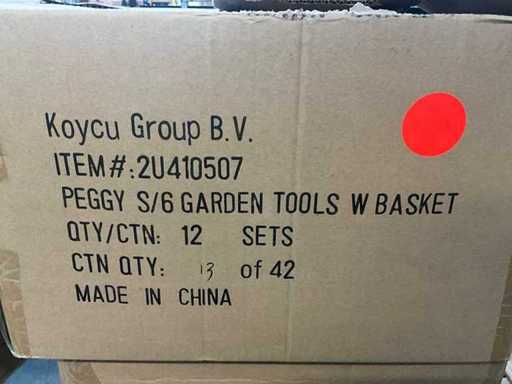 Koycu Group B.V.
ITEM#:2U410507
PEGGY S/6 GARDEN TOOLS W BASKET
QTY/CTN: 12 SETS
CTN QTY: 13 of 42
MADE IN CHINA